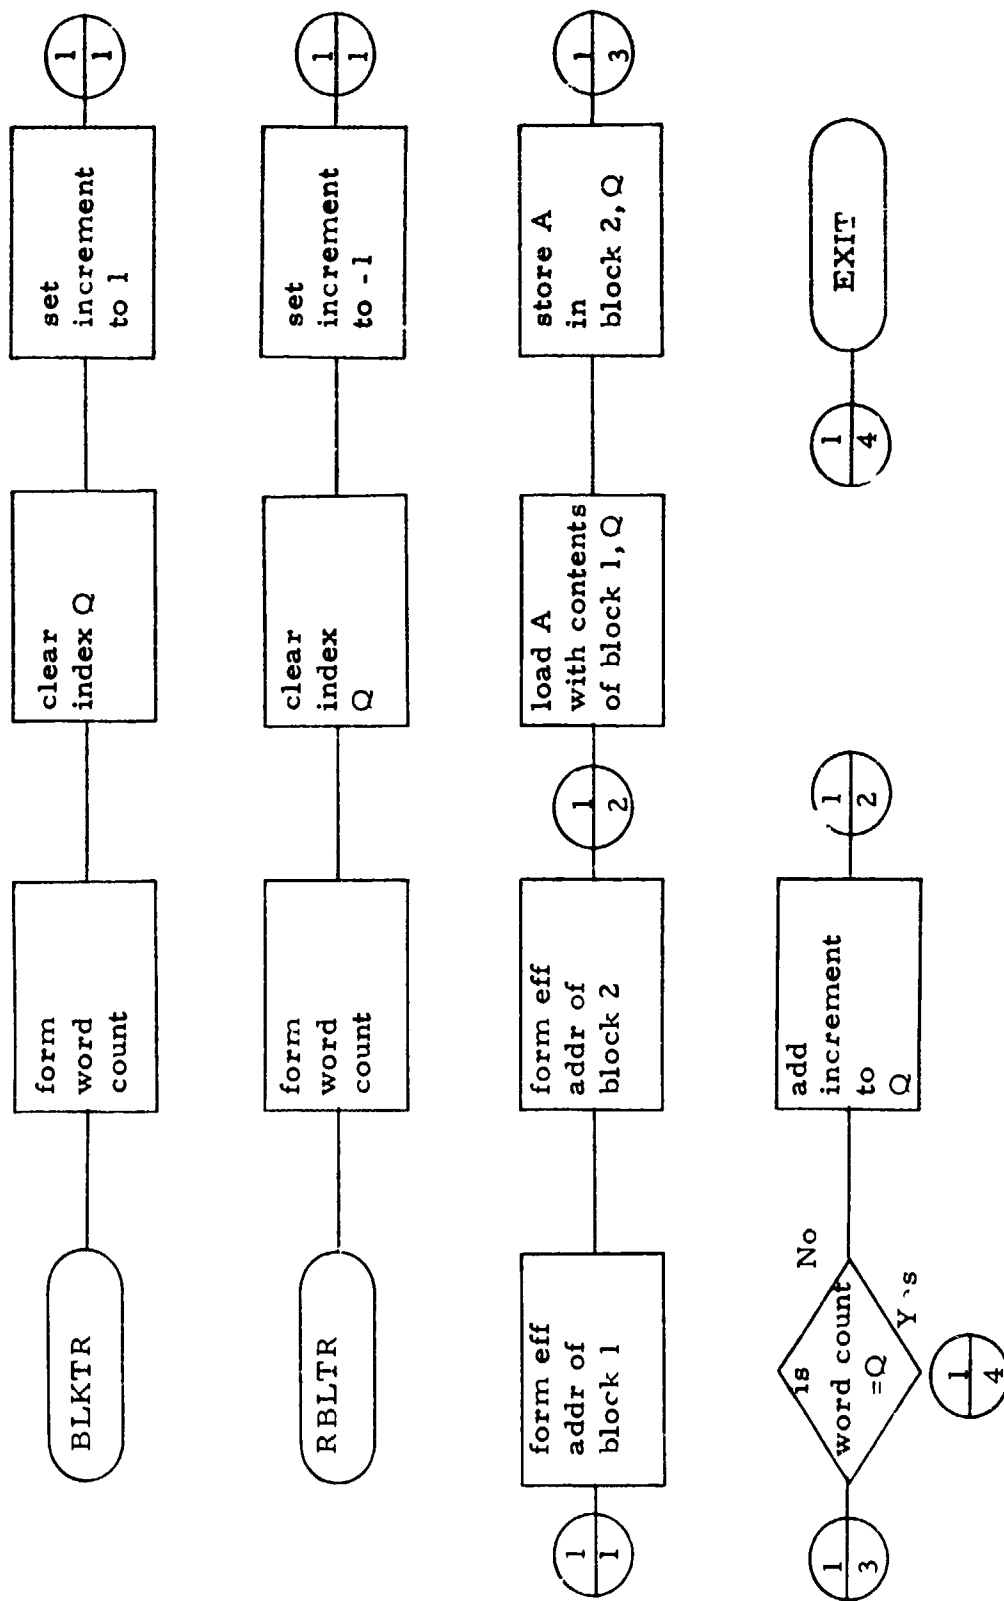 BLKTR
form
word
count
clear
index Q
set
increment
to 1
1
1
RBLTR
form
word
count
clear
index
Q
set
increment
to -1
1
1
1
1
form eff
addr of
block 1
form eff
addr of
block 2
1
2
load A
with contents
of block 1, Q
store A
in
block 2, Q
1
3
1
3
is
word count
=Q
No
add
increment
to
Q
1
2
1
4
1
4
EXIT